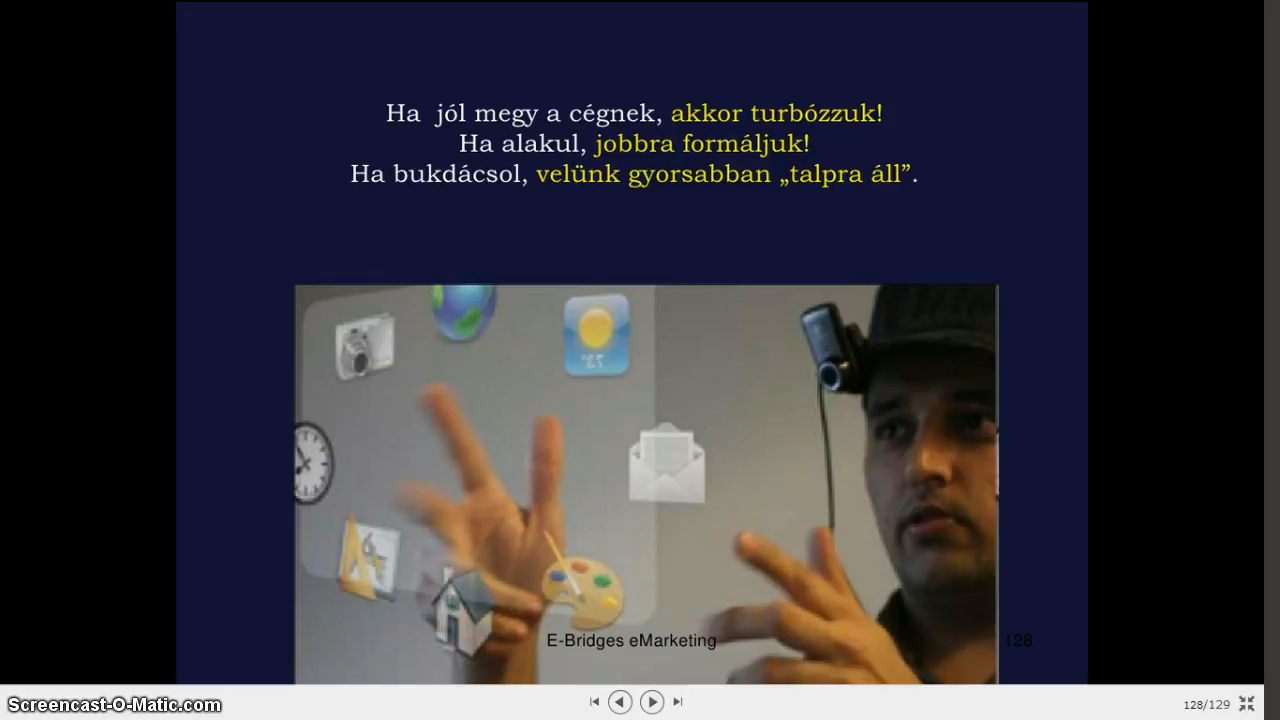 Ha  jól megy a cégnek, akkor turbózzuk!
Ha alakul, jobbra formáljuk!
Ha bukdácsol, velünk gyorsabban „talpra áll”.
E-Bridges eMarketing
128
Screencast-O-Matic.com
128/129